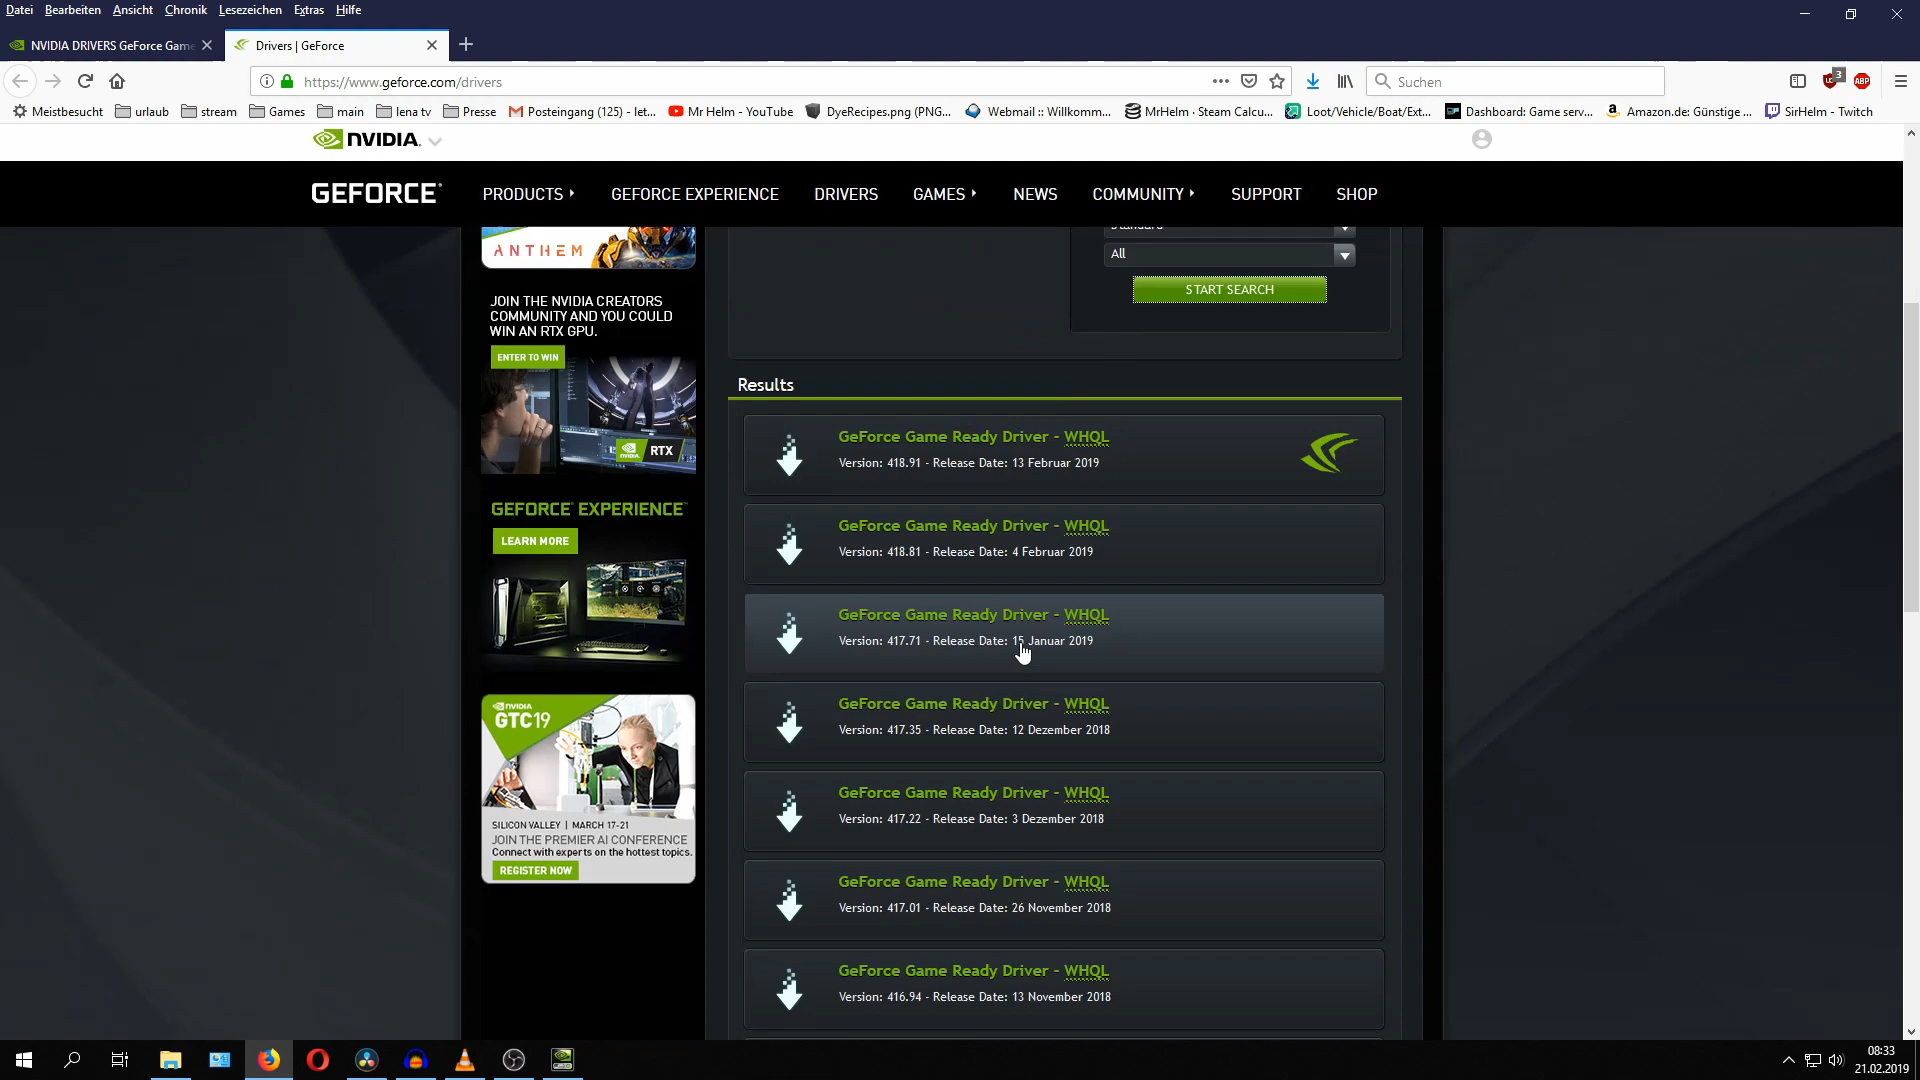 Datei Bearbeiten Ansicht Chronik Lesezeichen Extras Hilfe
NVIDIA DRIVERS GeForce Game
Drivers | GeForce
https://www.geforce.com/drivers
Suchen
3
Meistbesucht urlaub stream Games main lena tv Presse Posteingang (125) - let... Mr Helm - YouTube DyeRecipes.png (PNG... Webmail :: Willkomm... MrHelm - Steam Calcu... Loot/Vehicle/Boat/Ext... Dashboard: Game serv... Amazon.de: Günstige ... SirHelm - Twitch
NVIDIA.
GEFORCE PRODUCTS GEFORCE EXPERIENCE DRIVERS GAMES NEWS COMMUNITY SUPPORT SHOP
Standard
All
START SEARCH
ANTHEM
JOIN THE NVIDIA CREATORS
COMMUNITY AND YOU COULD
WIN AN RTX GPU.
ENTER TO WIN
NVIDIA RTX
GEFORCE EXPERIENCE
LEARN MORE
NVIDIA
GTC19
SILICON VALLEY | MARCH 17-21
JOIN THE PREMIER AI CONFERENCE
Connect with experts on the hottest topics.
REGISTER NOW
Results
GeForce Game Ready Driver - WHQL
Version: 418.91 - Release Date: 13 Februar 2019
GeForce Game Ready Driver - WHQL
Version: 418.81 - Release Date: 4 Februar 2019
GeForce Game Ready Driver - WHQL
Version: 417.71 - Release Date: 15 Januar 2019
GeForce Game Ready Driver - WHQL
Version: 417.35 - Release Date: 12 Dezember 2018
GeForce Game Ready Driver - WHQL
Version: 417.22 - Release Date: 3 Dezember 2018
GeForce Game Ready Driver - WHQL
Version: 417.01 - Release Date: 26 November 2018
GeForce Game Ready Driver - WHQL
Version: 416.94 - Release Date: 13 November 2018
08:33
21.02.2019